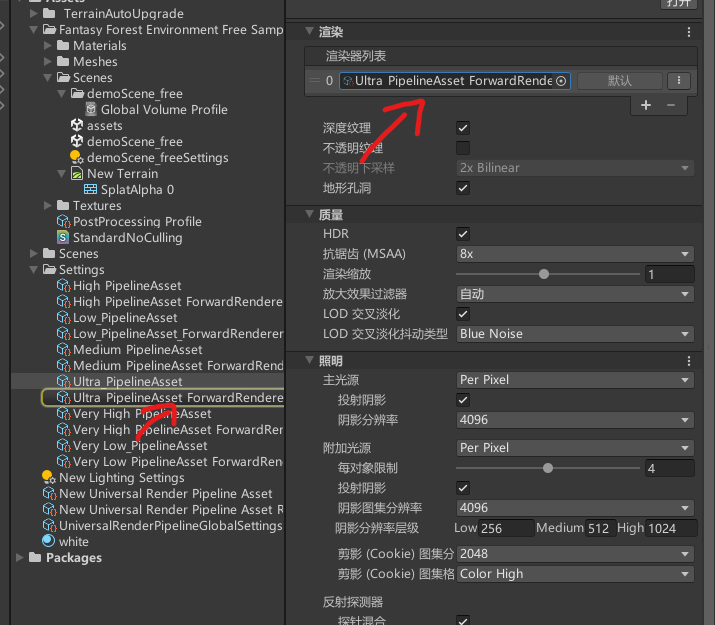 Assets
TerrainAutoUpgrade
Fantasy Forest Environment Free Samp
Materials
Meshes
Scenes
demoScene_free
Global Volume Profile
assets
demoScene_free
demoScene_freeSettings
New Terrain
SplatAlpha 0
Textures
PostProcessing Profile
StandardNoCulling
Scenes
Settings
High PipelineAsset
High PipelineAsset ForwardRendere
Low_PipelineAsset
Low_PipelineAsset_ForwardRenderer
Medium PipelineAsset
Medium PipelineAsset ForwardRend
Ultra_PipelineAsset
Ultra PipelineAsset ForwardRendere
Very High PipelineAsset
Very High PipelineAsset ForwardRen
Very Low_PipelineAsset
Very Low PipelineAsset ForwardRen
New Lighting Settings
New Universal Render Pipeline Asset
New Universal Render Pipeline Asset R
UniversalRenderPipelineGlobalSettings
white
Packages
打开
渲染
渲染器列表
0 Ultra PipelineAsset ForwardRende 默认
深度纹理
不透明纹理
不透明下采样 2x Bilinear
地形孔洞
质量
HDR
抗锯齿 (MSAA) 8x
渲染缩放 1
放大效果过滤器 自动
LOD 交叉淡化
LOD 交叉淡化抖动类型 Blue Noise
照明
主光源 Per Pixel
投射阴影
阴影分辨率 4096
附加光源 Per Pixel
每对象限制 4
投射阴影
阴影图集分辨率 4096
阴影分辨率层级 Low 256 Medium 512 High 1024
剪影 (Cookie) 图集分 2048
剪影 (Cookie) 图集格 Color High
反射探测器
探针混合